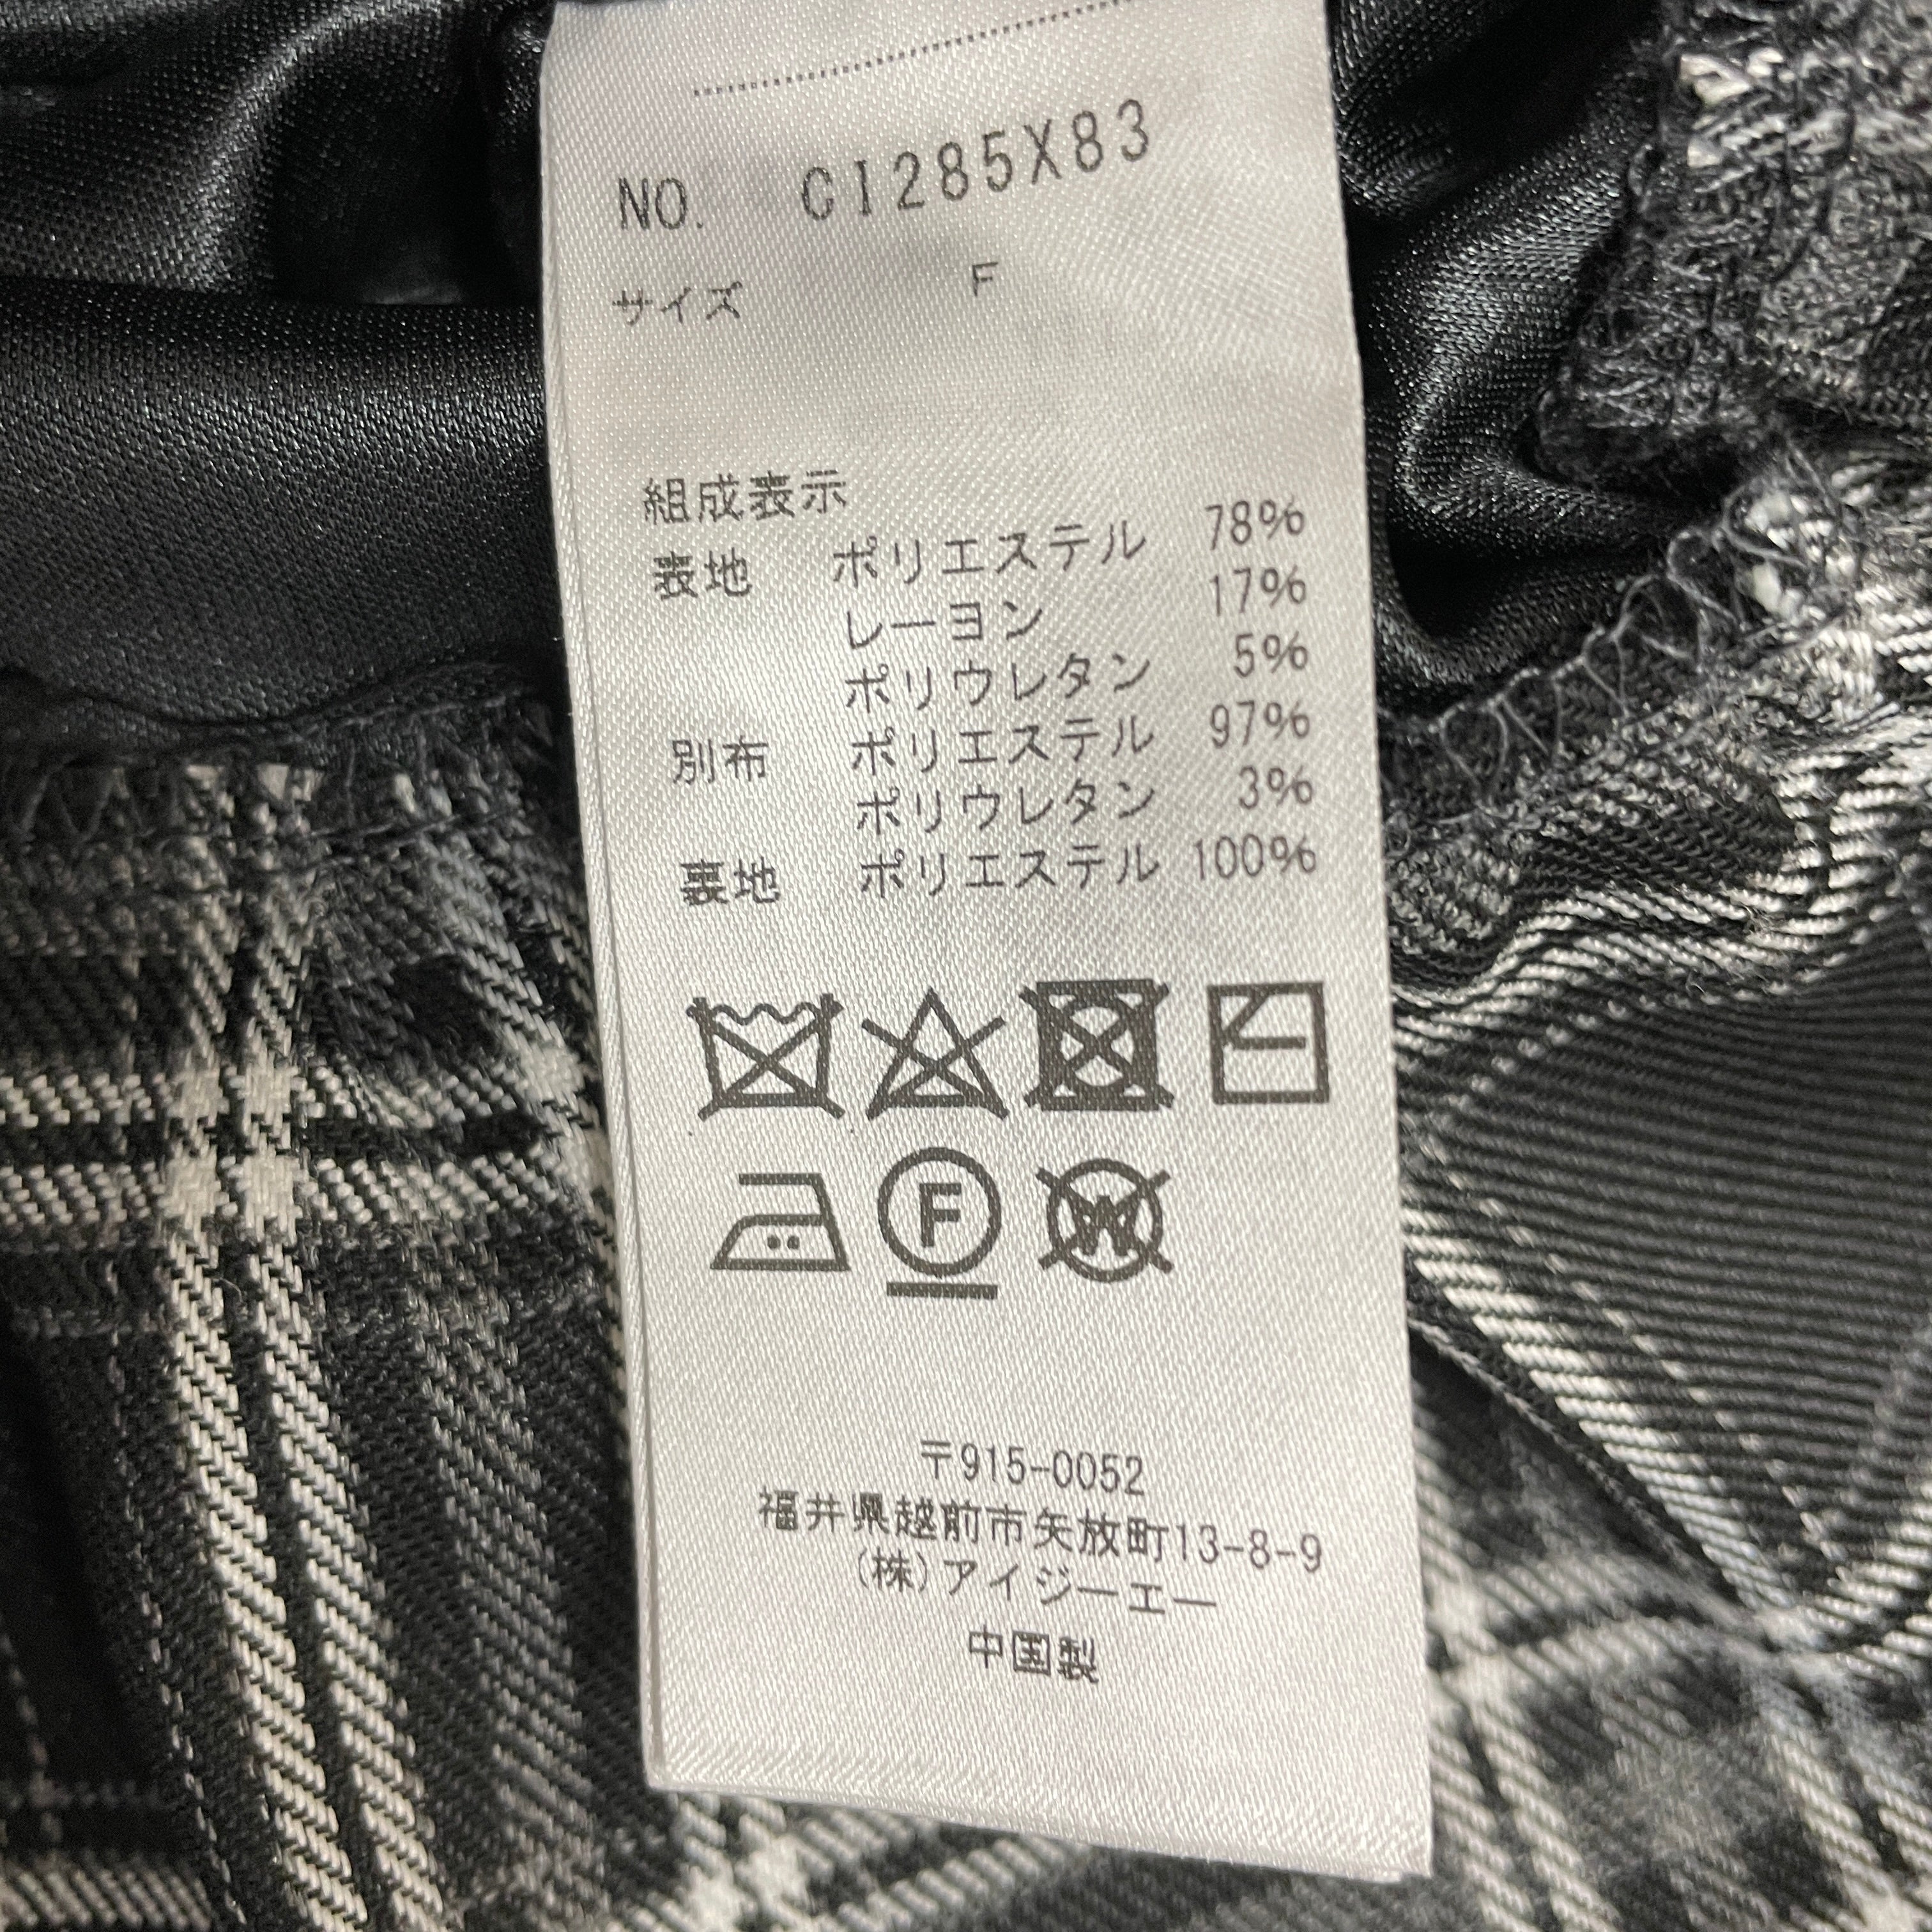 NO. C1285X83
サイズ F
組成表示
表地 ポリエステル 78%
レーヨン 17%
ポリウレタン 5%
別布 ポリエステル 97%
ポリウレタン 3%
裏地 ポリエステル 100%
F W
〒915-0052
福井県越前市矢放町13-8-9
(株)アイジーエー
中国製